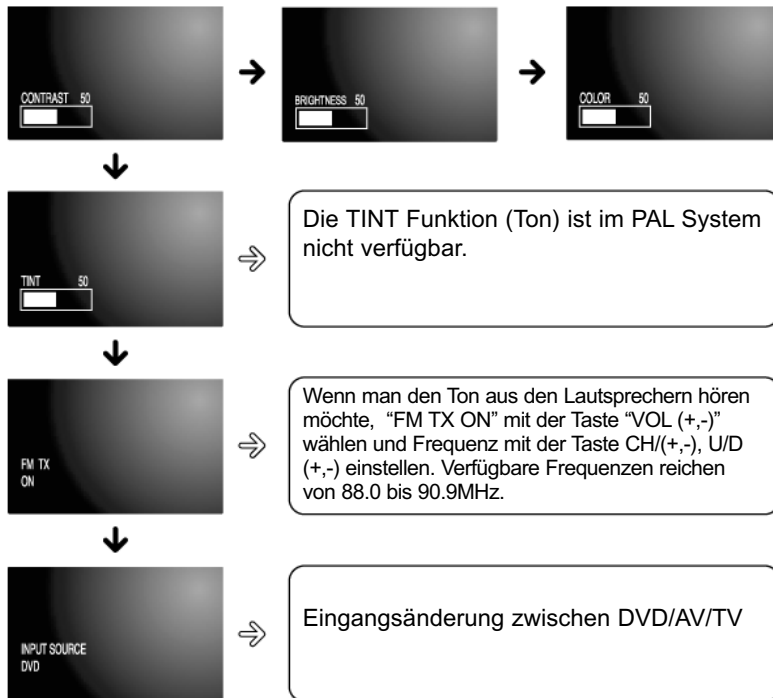 CONTRAST 50
BRIGHTNESS 50
COLOR 50
TINT 50
Die TINT Funktion (Ton) ist im PAL System
nicht verfügbar.
FM TX
ON
Wenn man den Ton aus den Lautsprechern hören
möchte, “FM TX ON” mit der Taste “VOL (+,-)”
wählen und Frequenz mit der Taste CH/(+,-), U/D
(+,-) einstellen. Verfügbare Frequenzen reichen
von 88.0 bis 90.9MHz.
INPUT SOURCE
DVD
Eingangsänderung zwischen DVD/AV/TV